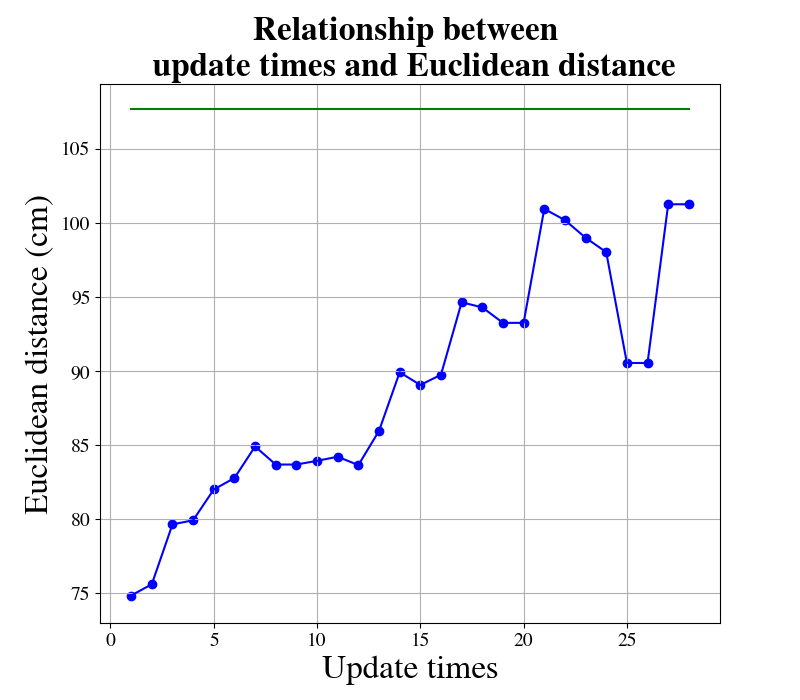 Relationship between
update times and Euclidean distance
Euclidean distance (cm)
105
100
95
90
85
80
75
0 5 10 15 20 25
Update times